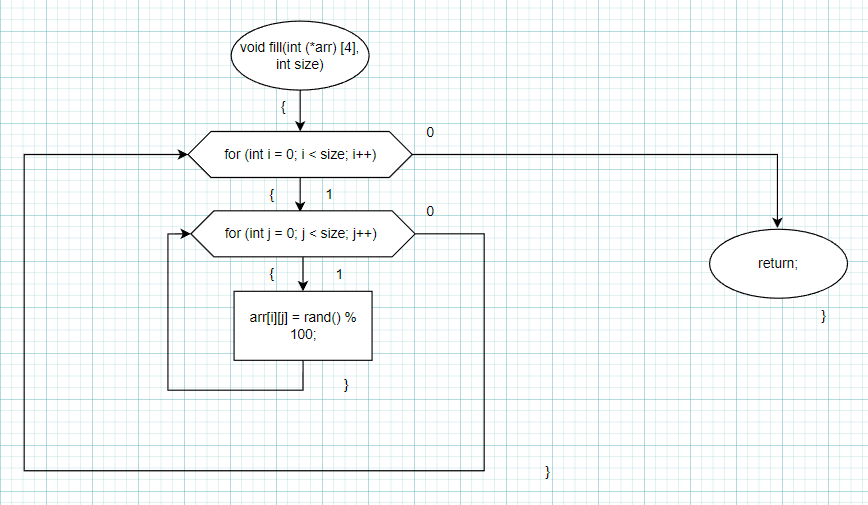 void fill(int (*arr) [4],
int size)
{
0
for (int i = 0; i < size; i++)
{
1
0
for (int j = 0; j < size; j++)
return;
{
1
arr[i][j] = rand() %
100;
}
}
}